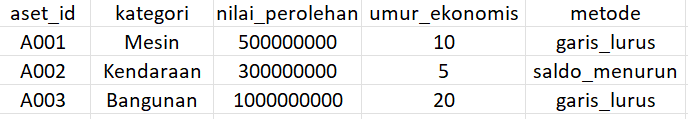 aset_id kategori nilai_perolehan umur_ekonomis metode
A001 Mesin 500000000 10 garis_lurus
A002 Kendaraan 300000000 5 saldo_menurun
A003 Bangunan 1000000000 20 garis_lurus